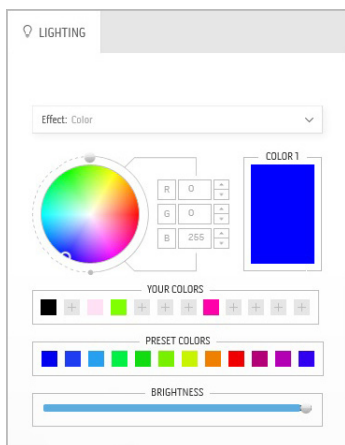 LIGHTING
Effect: Color
COLOR 1
R 0
G 0
B 255
YOUR COLORS
PRESET COLORS
BRIGHTNESS